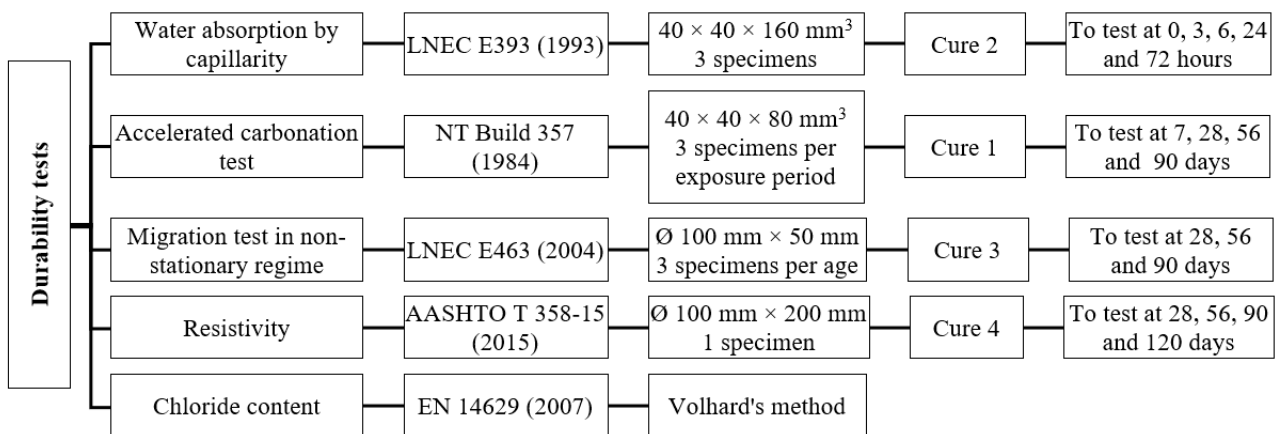 Durability tests
Water absorption by
capillarity
LNEC E393 (1993)
40 × 40 × 160 mm³
3 specimens
Cure 2
To test at 0, 3, 6, 24
and 72 hours
Accelerated carbonation
test
NT Build 357
(1984)
40 × 40 × 80 mm³
3 specimens per
exposure period
Cure 1
To test at 7, 28, 56
and 90 days
Migration test in non-
stationary regime
LNEC E463 (2004)
Ø 100 mm × 50 mm
3 specimens per age
Cure 3
To test at 28, 56
and 90 days
Resistivity
AASHTO T 358-15
(2015)
Ø 100 mm × 200 mm
1 specimen
Cure 4
To test at 28, 56, 90
and 120 days
Chloride content
EN 14629 (2007)
Volhard's method